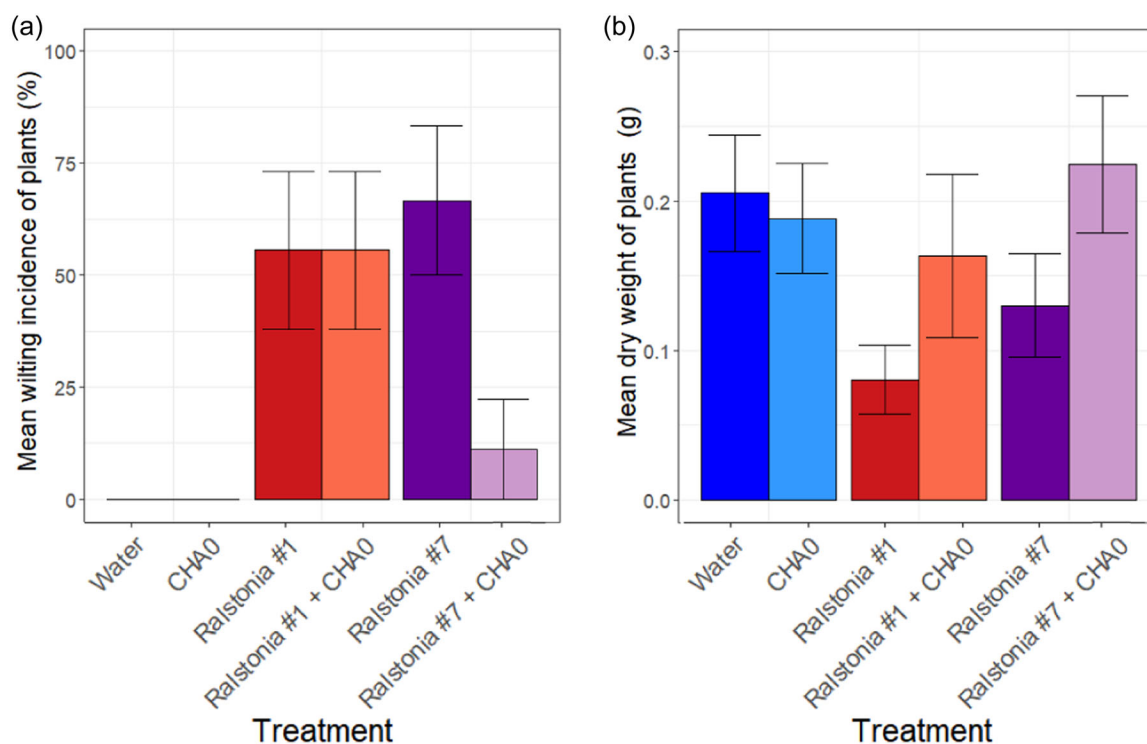 (a)
Mean wilting incidence of plants (%)
100
75
50
25
0
Water
CHA0
Ralstonia #1
Ralstonia #1 + CHA0
Ralstonia #7
Ralstonia #7 + CHA0
Treatment
(b)
Mean dry weight of plants (g)
0.3
0.2
0.1
0.0
Water
CHA0
Ralstonia #1
Ralstonia #1 + CHA0
Ralstonia #7
Ralstonia #7 + CHA0
Treatment